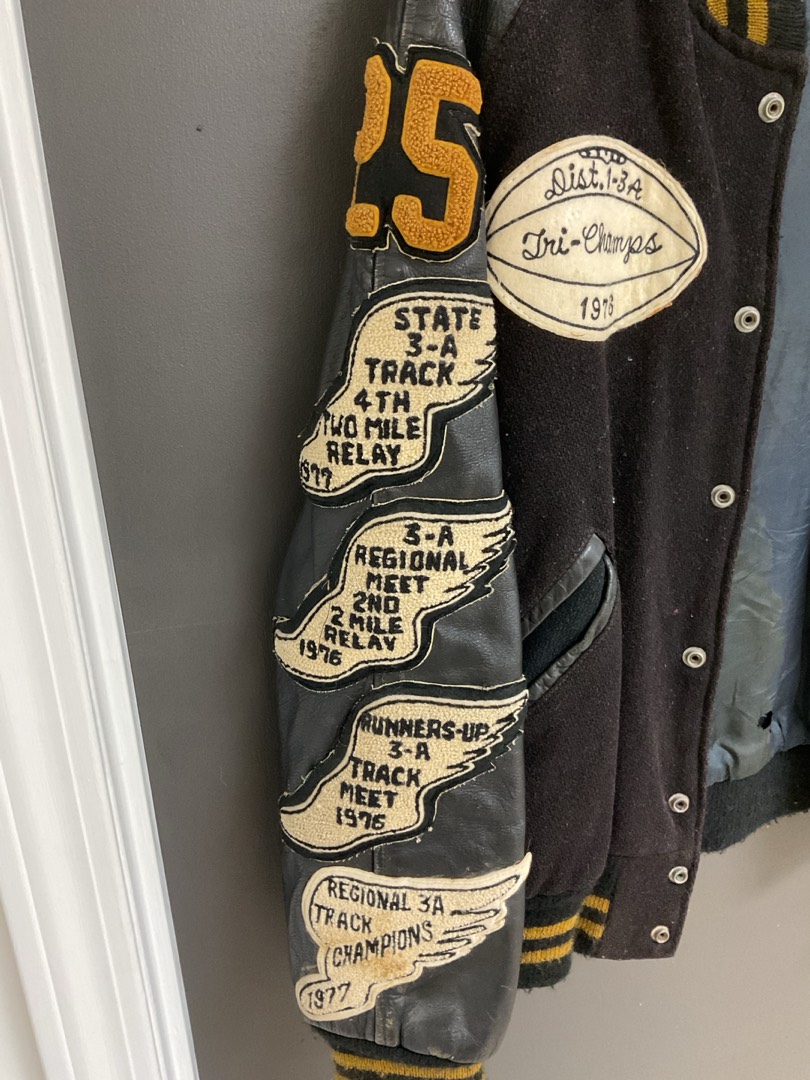 25
Dist. 1-3A
Tri-Champs
1976
STATE
3-A
TRACK
4TH
TWO MILE
RELAY
1977
3-A
REGIONAL
MEET
2ND
2 MILE
RELAY
1976
RUNNERS-UP
3-A
TRACK
MEET
1976
REGIONAL 3A
TRACK
CHAMPIONS
1977